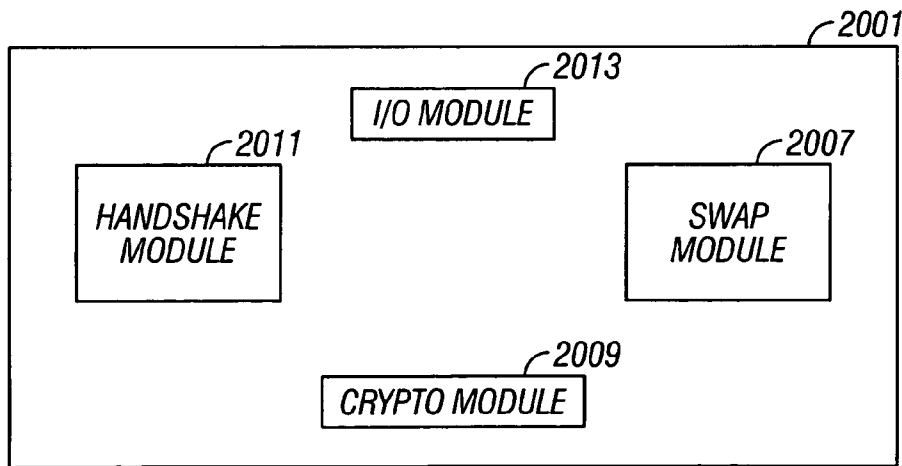 2001
2013
I/O MODULE
2011
HANDSHAKE
MODULE
2007
SWAP
MODULE
2009
CRYPTO MODULE